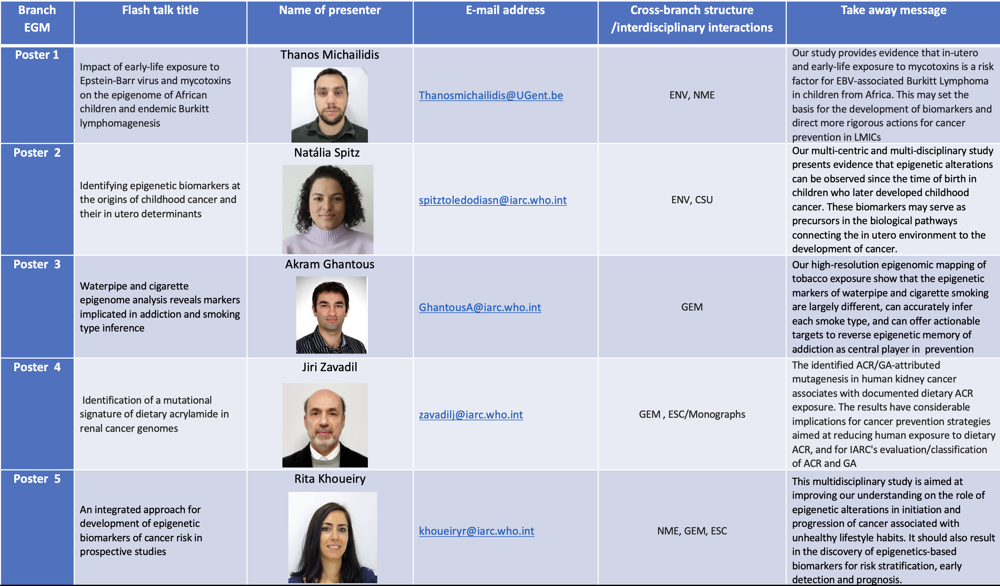 Branch
EGM
Flash talk title
Name of presenter
E-mail address
Cross-branch structure
/interdisciplinary interactions
Take away message
Poster 1
Impact of early-life exposure to
Epstein-Barr virus and mycotoxins
on the epigenome of African
children and endemic Burkitt
lymphomagenesis
Thanos Michailidis
Thanosmichailidis@UGent.be
ENV, NME
Our study provides evidence that in-utero
and early-life exposure to mycotoxins is a risk
factor for EBV-associated Burkitt Lymphoma
in children from Africa. This may set the
basis for the development of biomarkers and
direct more rigorous actions for cancer
prevention in LMICs
Poster 2
Identifying epigenetic biomarkers at
the origins of childhood cancer and
their in utero determinants
Natália Spitz
spitztoledodiasn@iarc.who.int
ENV, CSU
Our multi-centric and multi-disciplinary study
presents evidence that epigenetic alterations
can be observed since the time of birth in
children who later developed childhood
cancer. These biomarkers may serve as
precursors in the biological pathways
connecting the in utero environment to the
development of cancer.
Poster 3
Waterpipe and cigarette
epigenome analysis reveals markers
implicated in addiction and smoking
type inference
Akram Ghantous
GhantousA@iarc.who.int
GEM
Our high-resolution epigenomic mapping of
tobacco exposure show that the epigenetic
markers of waterpipe and cigarette smoking
are largely different, can accurately infer
each smoke type, and can offer actionable
targets to reverse epigenetic memory of
addiction as central player in prevention
Poster 4
Identification of a mutational
signature of dietary acrylamide in
renal cancer genomes
Jiri Zavadil
zavadilj@iarc.who.int
GEM , ESC/Monographs
The identified ACR/GA-attributed
mutagenesis in human kidney cancer
associates with documented dietary ACR
exposure. The results have considerable
implications for cancer prevention strategies
aimed at reducing human exposure to dietary
ACR, and for IARC's evaluation/classification
of ACR and GA
Poster 5
An integrated approach for
development of epigenetic
biomarkers of cancer risk in
prospective studies
Rita Khoueiry
khoueiryr@iarc.who.int
NME, GEM, ESC
This multidisciplinary study is aimed at
improving our understanding on the role of
epigenetic alterations in initiation and
progression of cancer associated with
unhealthy lifestyle habits. It should also result
in the discovery of epigenetics-based
biomarkers for risk stratification, early
detection and prognosis.